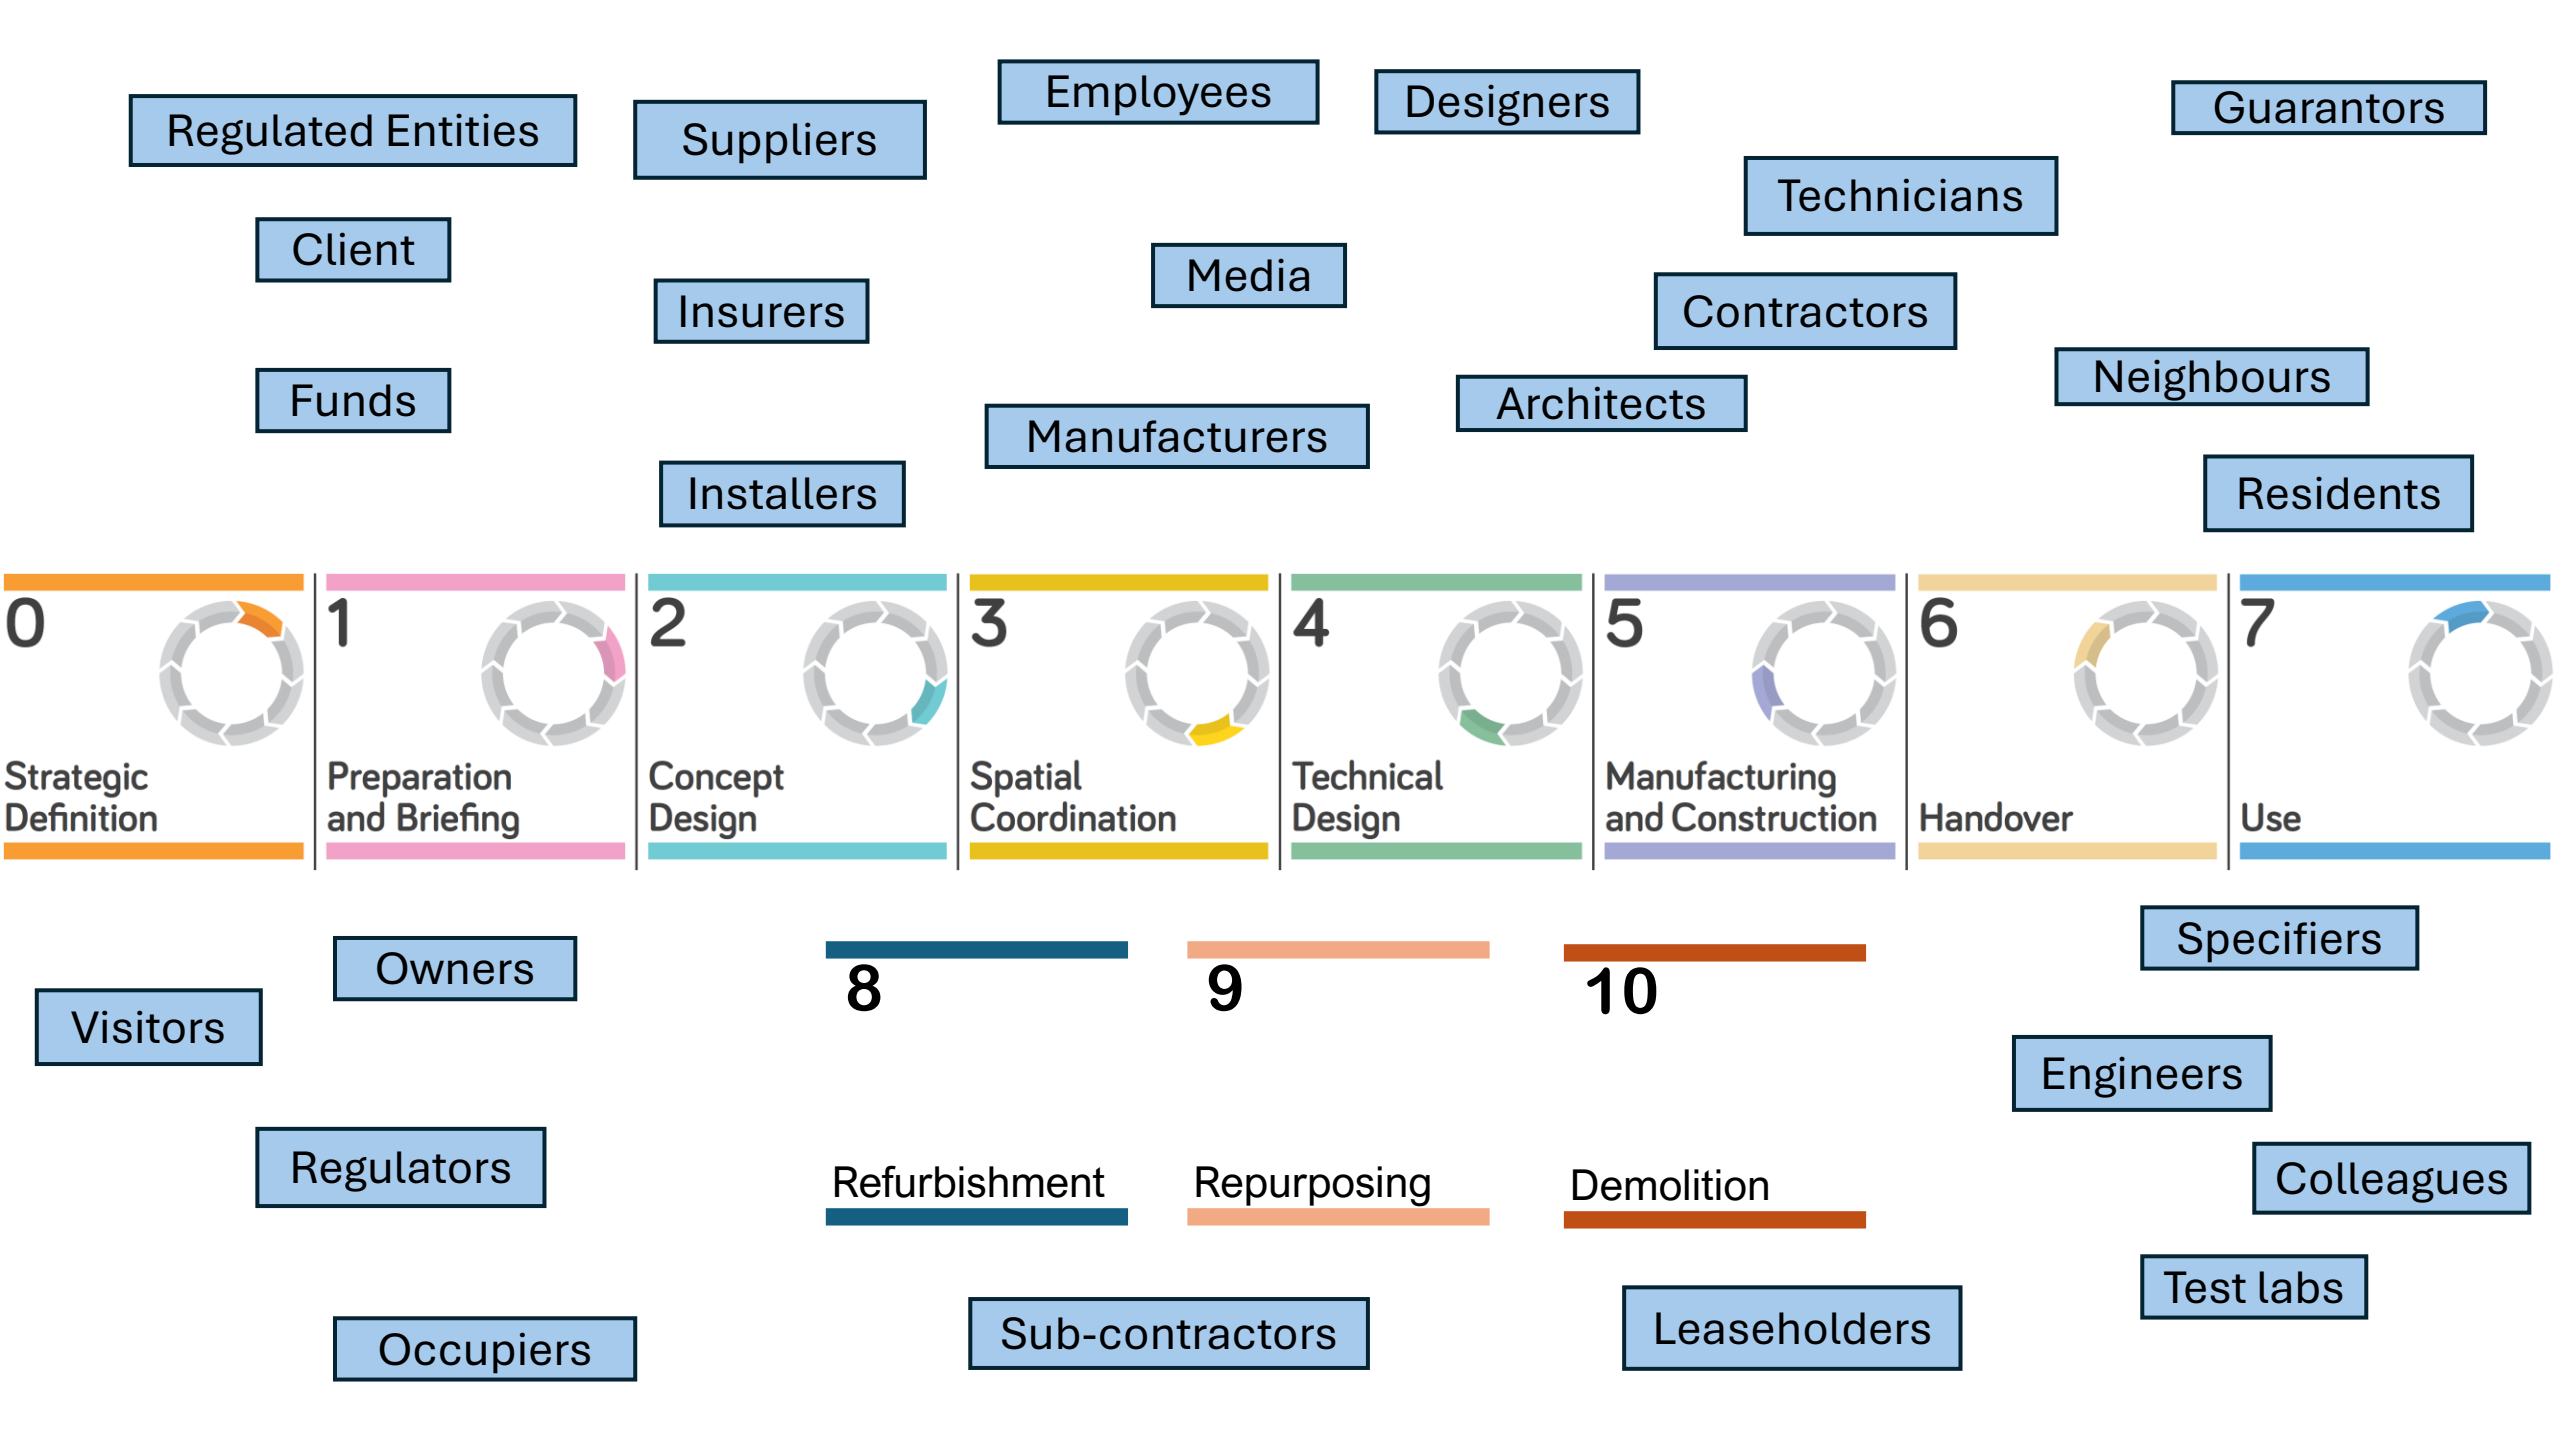 Employees
Designers
Guarantors
Regulated Entities
Suppliers
Technicians
Client
Media
Insurers
Contractors
Neighbours
Funds
Architects
Manufacturers
Installers
Residents
0
Strategic
Definition
1
Preparation
and Briefing
2
Concept
Design
3
Spatial
Coordination
4
Technical
Design
5
Manufacturing
and Construction
6
Handover
7
Use
Specifiers
Owners
Visitors
8
Refurbishment
9
Repurposing
10
Demolition
Engineers
Regulators
Colleagues
Test labs
Occupiers
Sub-contractors
Leaseholders